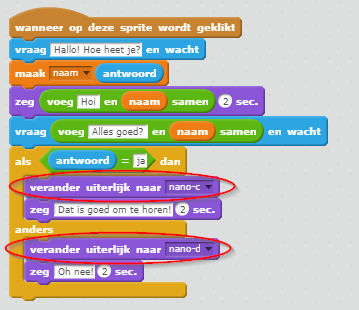 wanneer op deze sprite wordt geklikt
vraag Hallo! Hoe heet je? en wacht
maak naam antwoord
zeg voeg Hoi en naam samen 2 sec.
vraag voeg Alles goed? en naam samen en wacht
als antwoord = ja dan
verander uiterlijk naar nano-c
zeg Dat is goed om te horen! 2 sec.
anders
verander uiterlijk naar nano-d
zeg Oh nee! 2 sec.